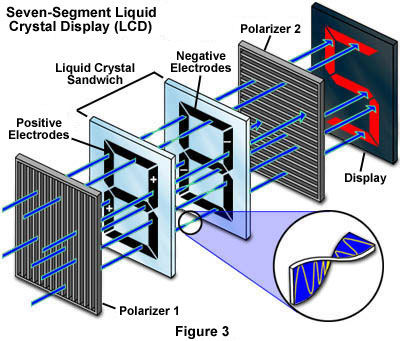 Seven-Segment Liquid
Crystal Display (LCD)
Polarizer 2
Negative
Electrodes
Liquid Crystal
Sandwich
Positive
Electrodes
+
+
–
–
Display
Polarizer 1
Figure 3